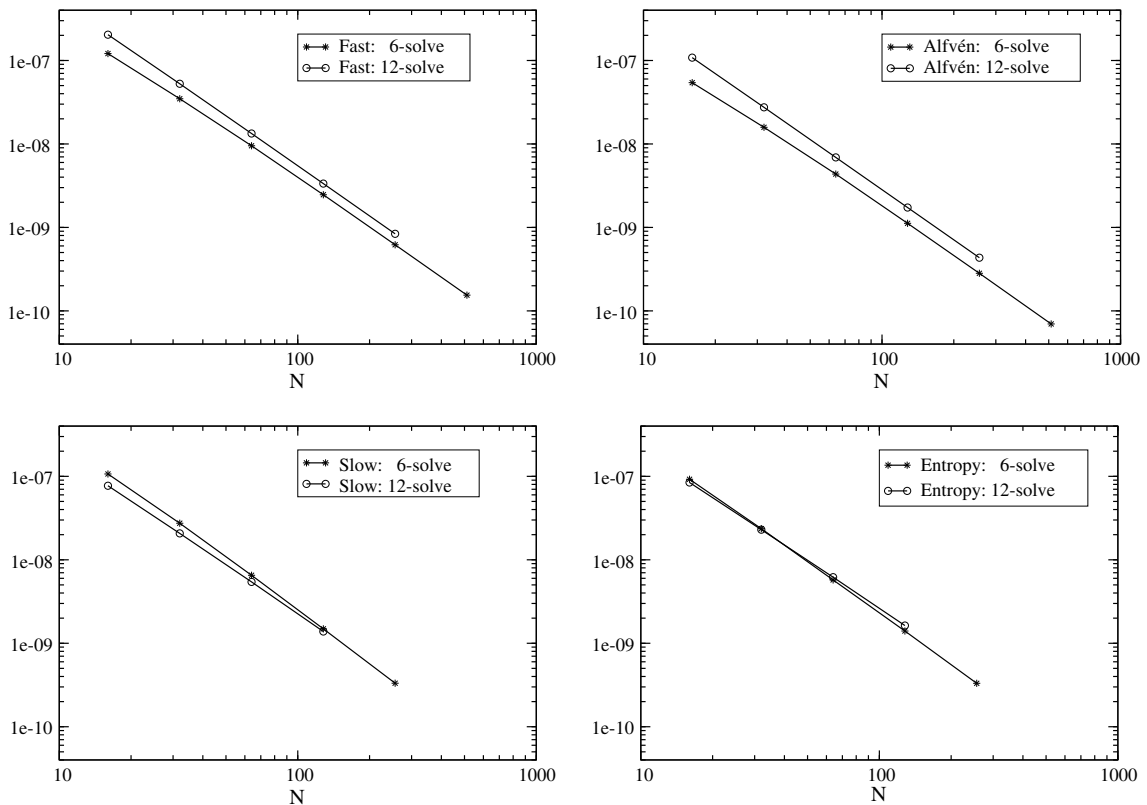 1e-07
1e-08
1e-09
1e-10
Fast: 6-solve
Fast: 12-solve
10
100
1000
N
1e-07
1e-08
1e-09
1e-10
Alfvén: 6-solve
Alfvén: 12-solve
10
100
1000
N
1e-07
1e-08
1e-09
1e-10
Slow: 6-solve
Slow: 12-solve
10
100
1000
N
1e-07
1e-08
1e-09
1e-10
Entropy: 6-solve
Entropy: 12-solve
10
100
1000
N